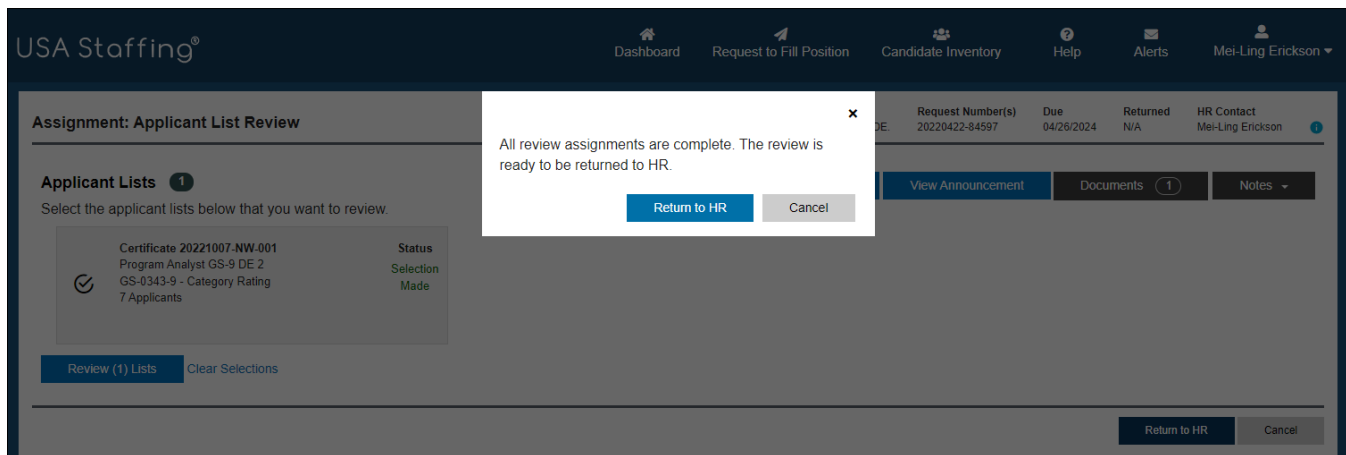 USA Staffing®
Dashboard
Request to Fill Position
Candidate Inventory
Help
Alerts
Mei-Ling Erickson
Assignment: Applicant List Review
Request Number(s)
20220422-84597
Due
04/26/2024
Returned
N/A
HR Contact
Mei-Ling Erickson
All review assignments are complete. The review is
ready to be returned to HR.
Return to HR
Cancel
Applicant Lists 1
Select the applicant lists below that you want to review.
View Announcement
Documents 1
Notes
Certificate 20221007-NW-001
Program Analyst GS-9 DE 2
GS-0343-9 - Category Rating
7 Applicants
Status
Selection
Made
Review (1) Lists
Clear Selections
Return to HR
Cancel